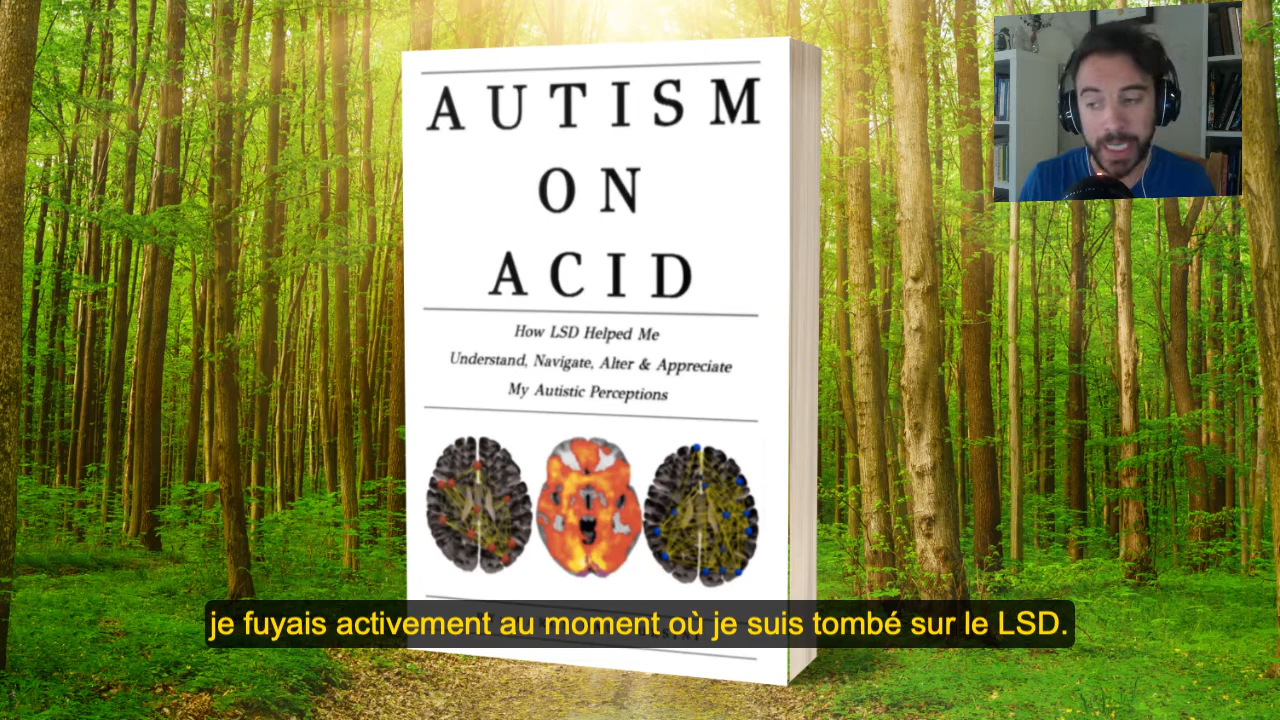 AUTISM
ON
ACID
How LSD Helped Me
Understand, Navigate, Alter & Appreciate
My Autistic Perceptions
je fuyais activement au moment où je suis tombé sur le LSD.